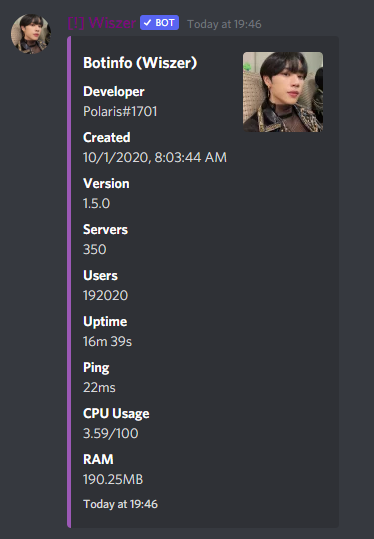 Wiszer ✓ BOT Today at 19:46
Botinfo (Wiszer)
Developer
Polaris#1701
Created
10/1/2020, 8:03:44 AM
Version
1.5.0
Servers
350
Users
192020
Uptime
16m 39s
Ping
22ms
CPU Usage
3.59/100
RAM
190.25MB
Today at 19:46